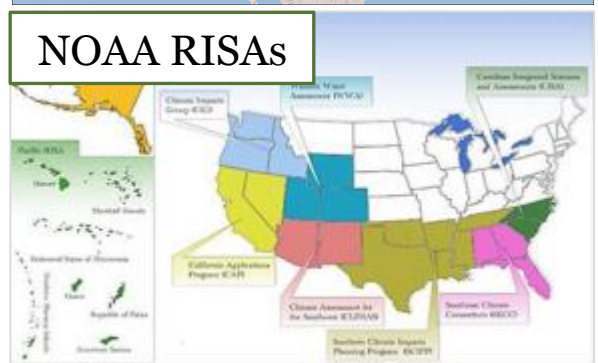 NOAA RISAs
Climate Impacts
Group (CIG)
Western Water
Assessment (WWA)
Carolinas Integrated Sciences
and Assessments (CISA)
Pacific RISA
Hawaii
Marshall Islands
Federated States of Micronesia
Guam
Republic of Palau
American Samoa
California Applications
Program (CAP)
Climate Assessment for
the Southwest (CLIMAS)
Southeast Climate
Consortium (SECC)
Southern Climate Impacts
Planning Program (SCIPP)